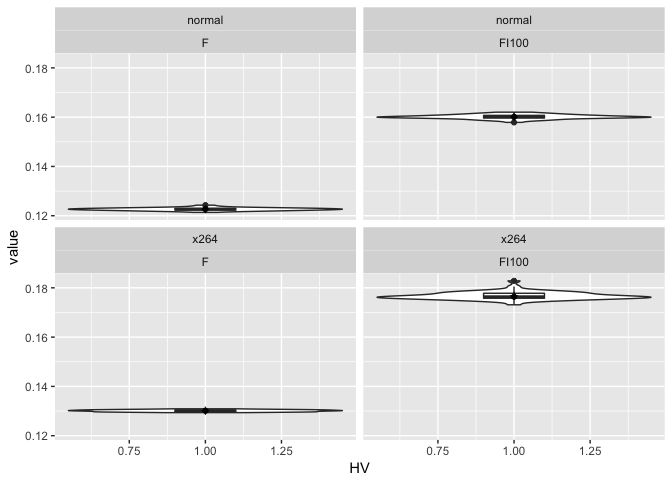 normal
F
normal
FI100
0.18
0.16
0.14
0.12
x264
F
x264
FI100
0.18
0.16
0.14
0.12
value
0.75
1.00
1.25
0.75
1.00
1.25
HV